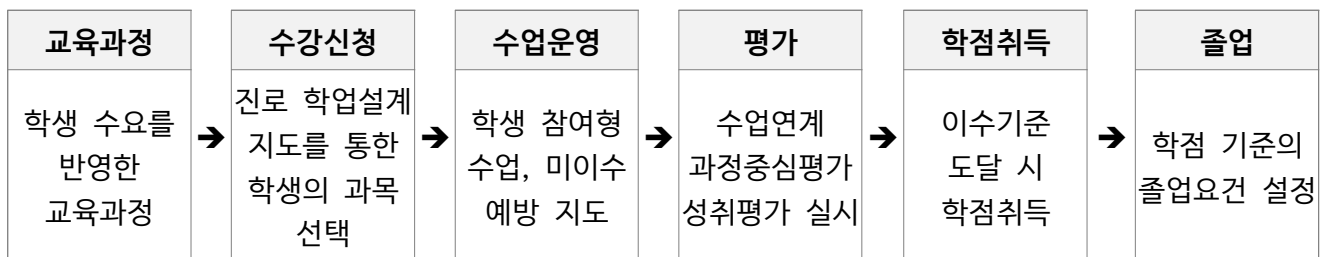 교육과정
학생 수요를
반영한
교육과정
➔
수강신청
진로 학업설계
지도를 통한
학생의 과목
선택
➔
수업운영
학생 참여형
수업, 미이수
예방 지도
➔
평가
수업연계
과정중심평가
성취평가 실시
➔
학점취득
이수기준
도달 시
학점취득
➔
졸업
학점 기준의
졸업요건 설정